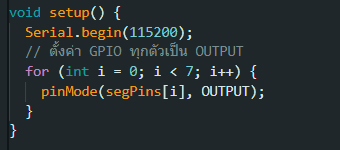 void setup() {
  Serial.begin(115200);
  // ตั้งค่า GPIO ทุกตัวเป็น OUTPUT
  for (int i = 0; i < 7; i++) {
    pinMode(segPins[i], OUTPUT);
  }
}